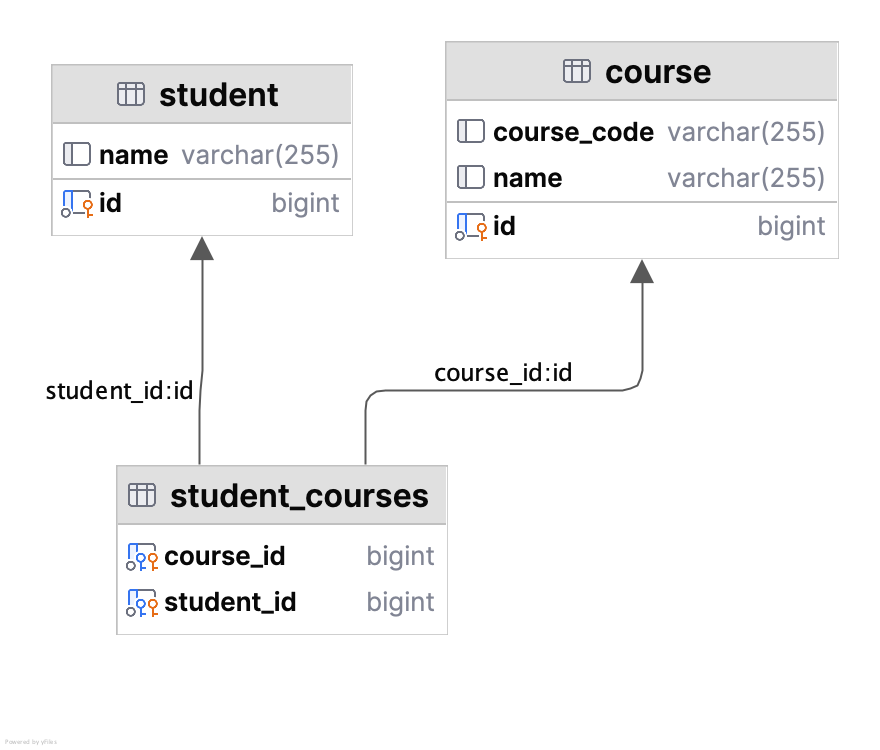 student
name varchar(255)
id bigint
course
course_code varchar(255)
name varchar(255)
id bigint
student_id:id
course_id:id
student_courses
course_id bigint
student_id bigint
Powered by yFiles